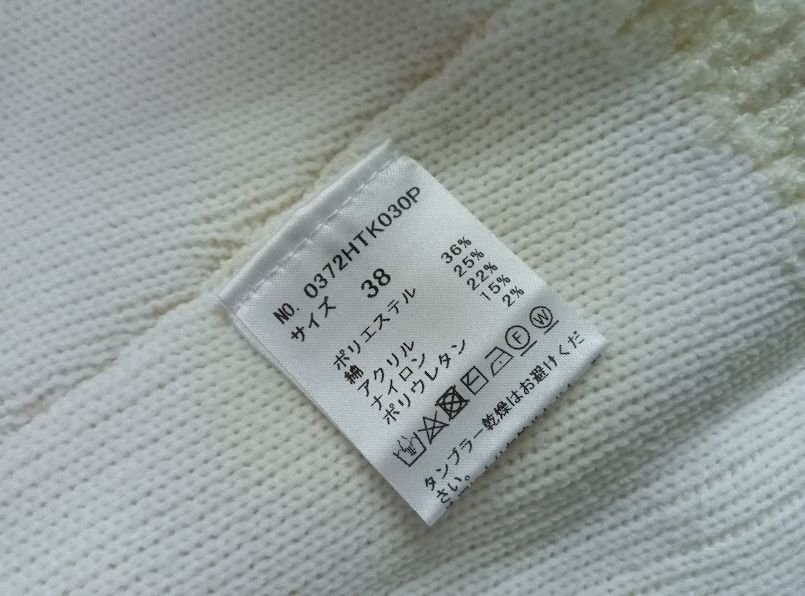 NO. 0372HTK030P
サイズ 38
ポリエステル 36%
綿 25%
アクリル 22%
ナイロン 15%
ポリウレタン 2%
F W
タンブラー乾燥はお避けくだ
さい。